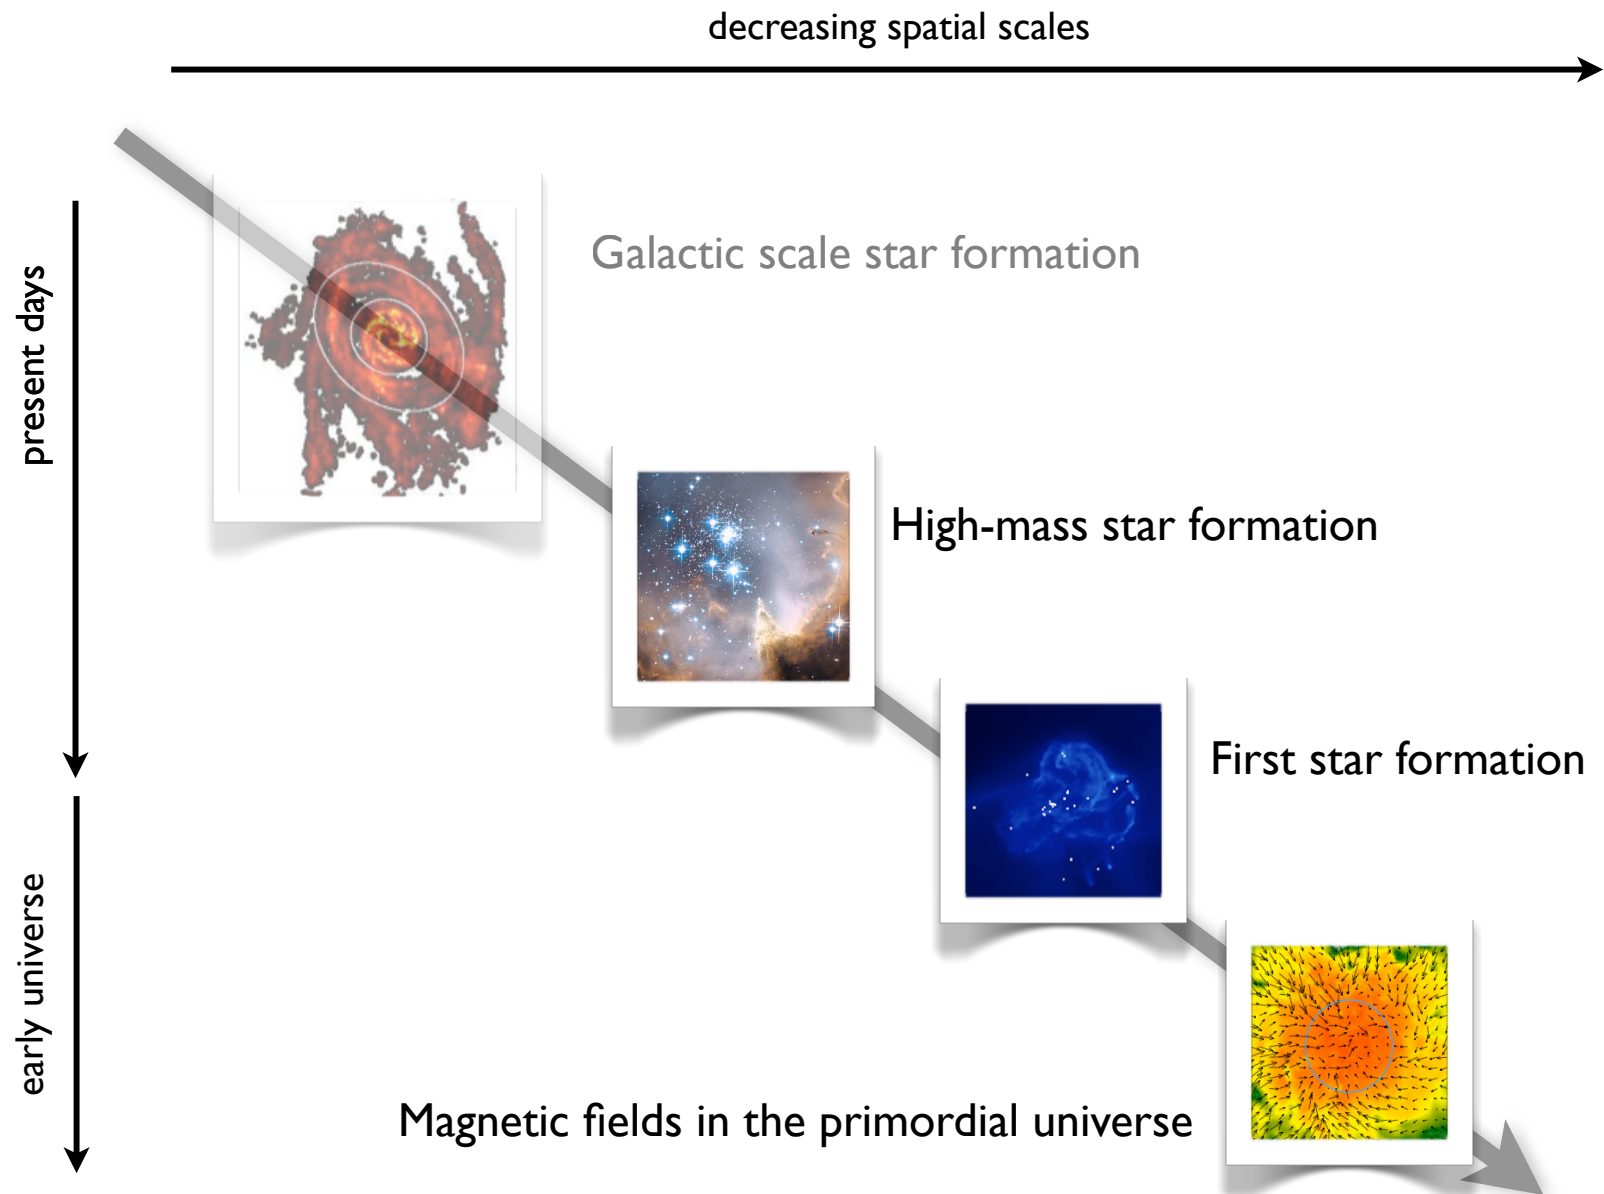 decreasing spatial scales
present days
Galactic scale star formation
High-mass star formation
First star formation
early universe
Magnetic fields in the primordial universe